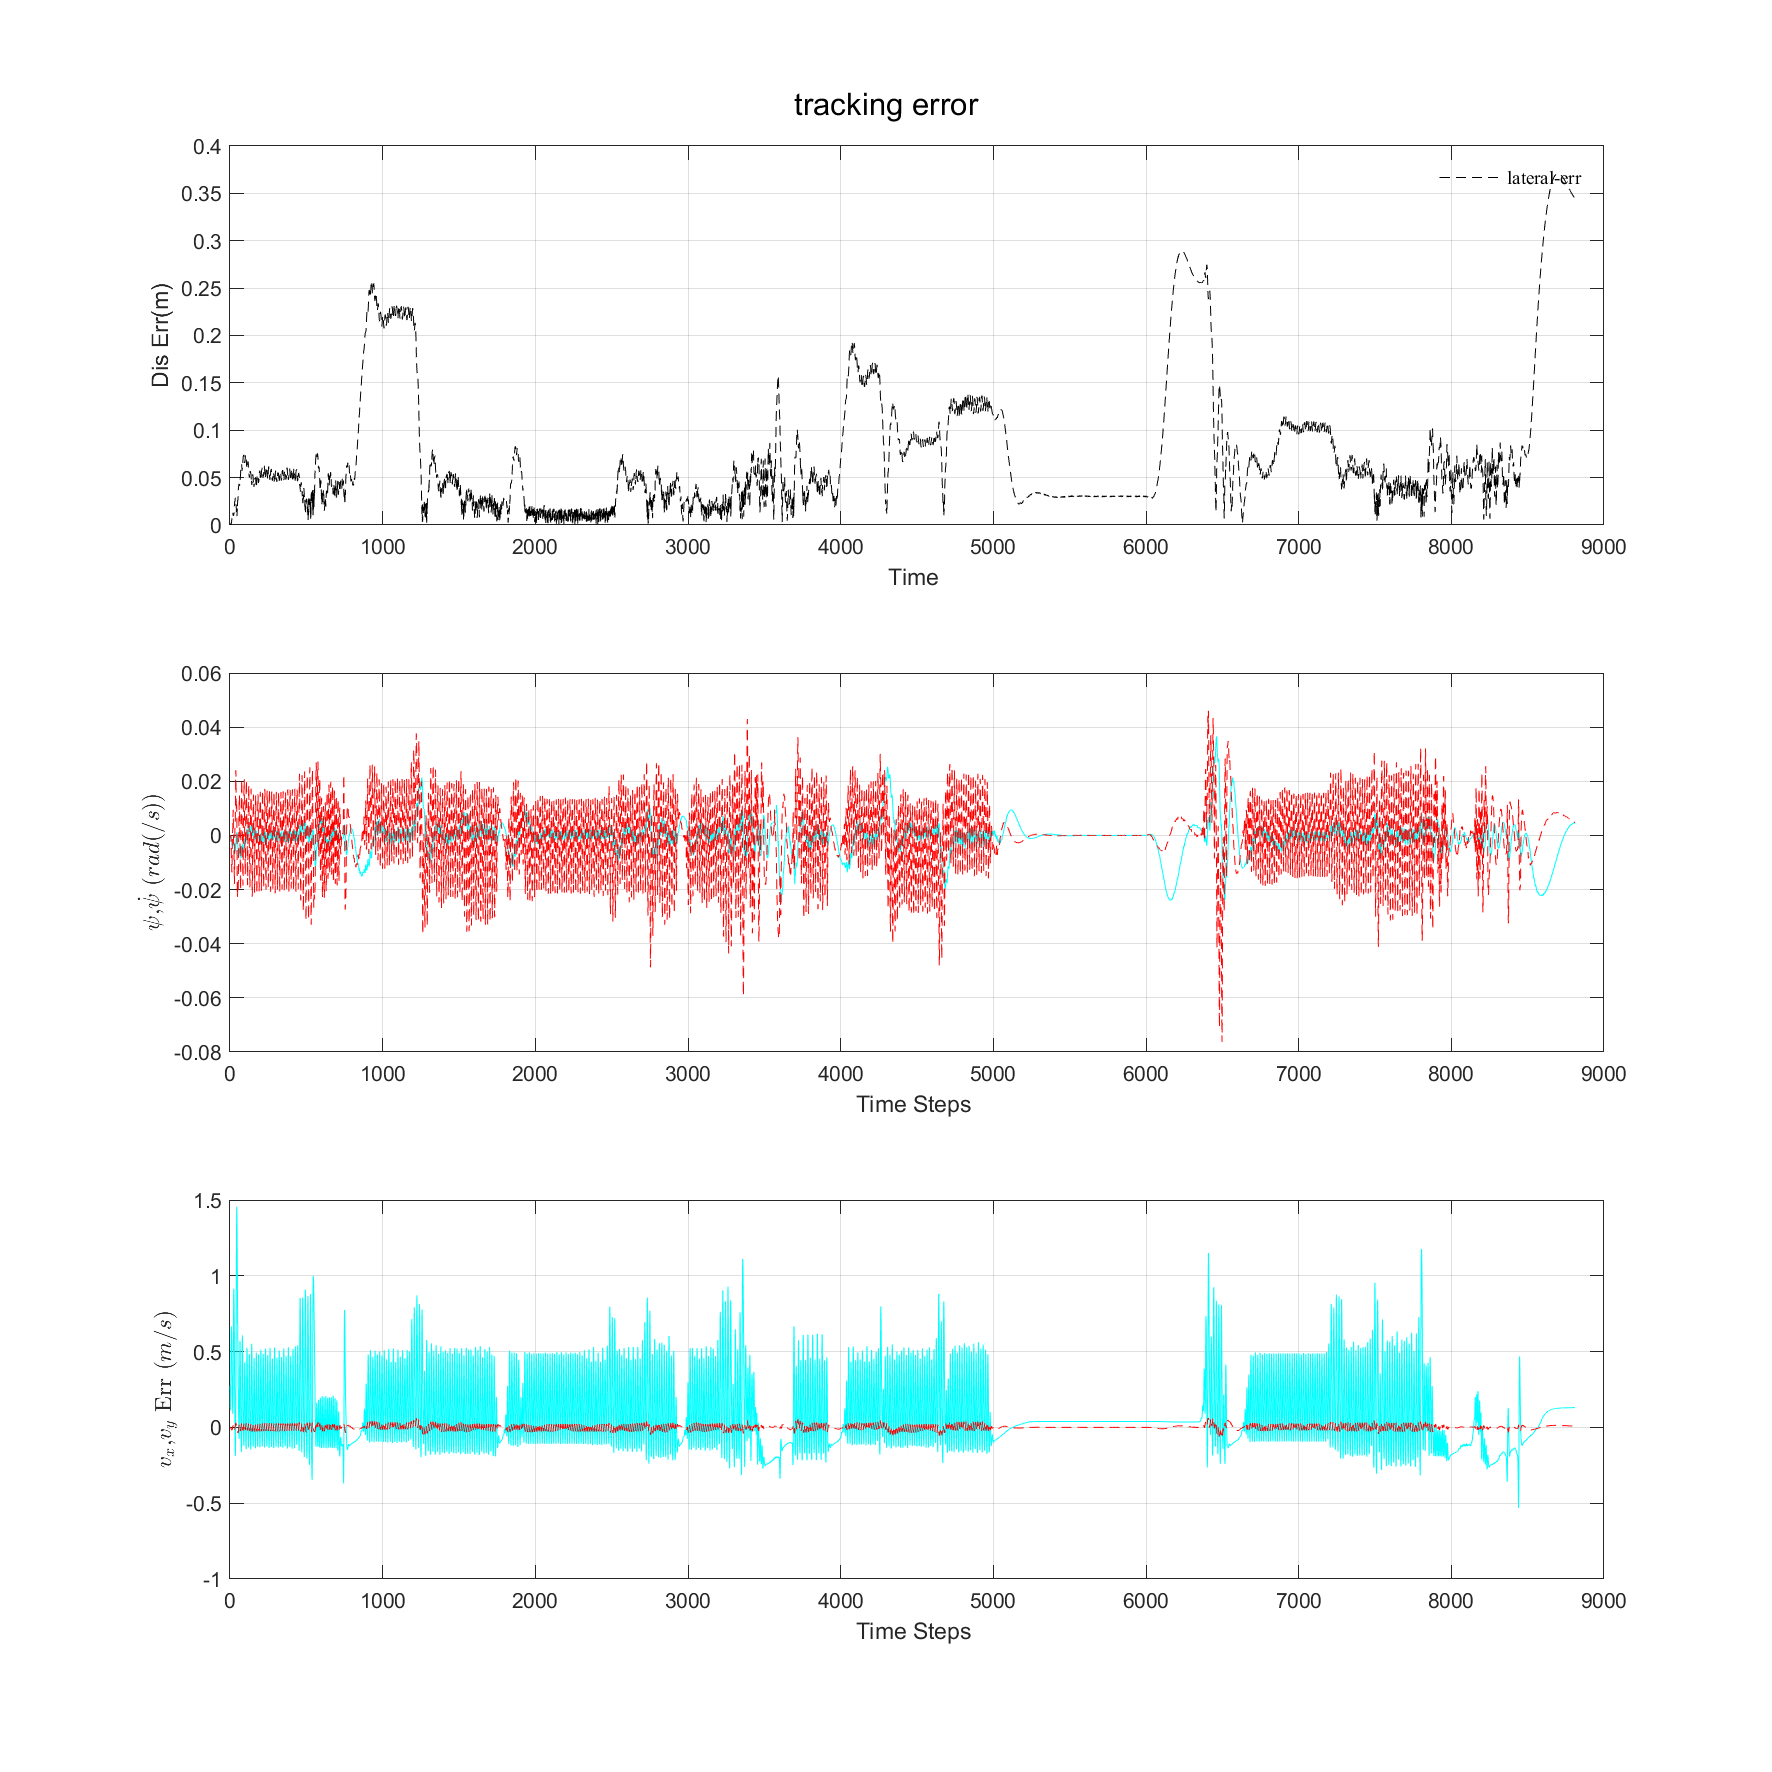 tracking error
0.4
0.35
0.3
0.25
0.2
0.15
0.1
0.05
0
Dis Err(m)
lateral-err
0 1000 2000 3000 4000 5000 6000 7000 8000 9000
Time
0.06
0.04
0.02
0
-0.02
-0.04
-0.06
-0.08
ψ,ψ̇ (rad(/s))
0 1000 2000 3000 4000 5000 6000 7000 8000 9000
Time Steps
1.5
1
0.5
0
-0.5
-1
v_x,v_y Err (m/s)
0 1000 2000 3000 4000 5000 6000 7000 8000 9000
Time Steps